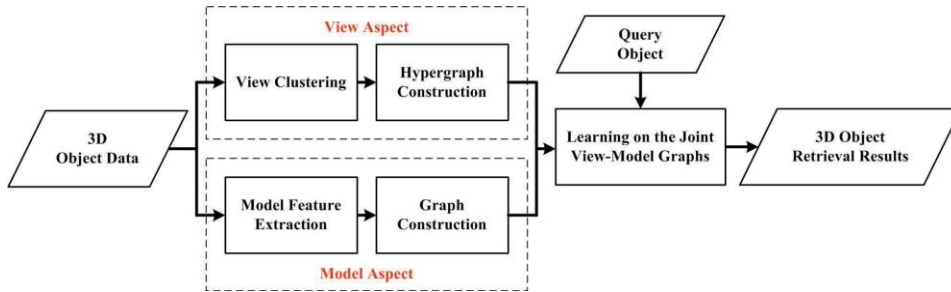 View Aspect
View Clustering
Hypergraph
Construction
Query
Object
3D
Object Data
Learning on the Joint
View-Model Graphs
3D Object
Retrieval Results
Model Feature
Extraction
Graph
Construction
Model Aspect